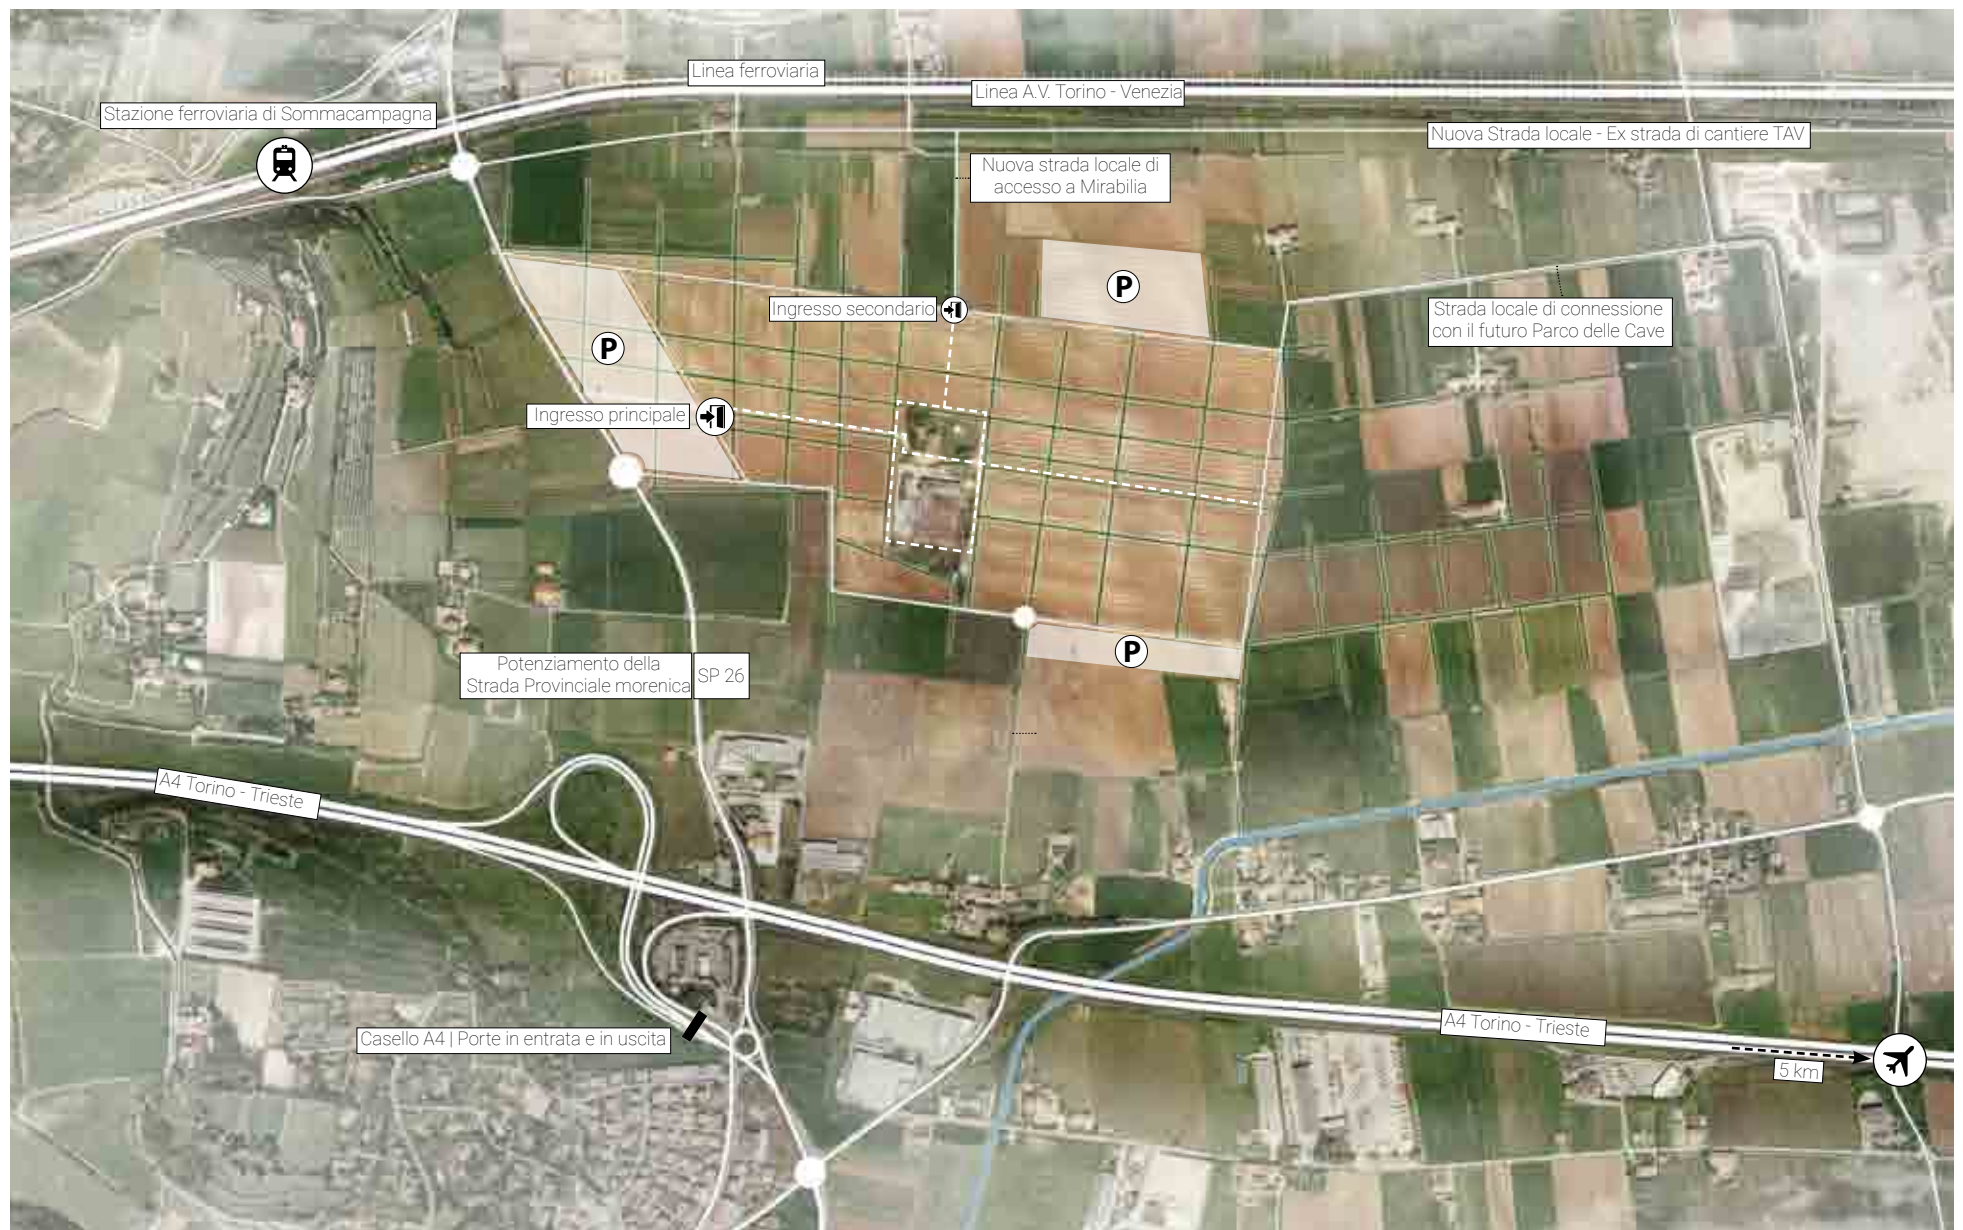 Linea ferroviaria
Linea A.V. Torino - Venezia
Stazione ferroviaria di Sommacampagna
Nuova Strada locale - Ex strada di cantiere TAV
Nuova strada locale di
accesso a Mirabilia
P
Ingresso secondario
Strada locale di connessione
con il futuro Parco delle Cave
P
Ingresso principale
P
Potenziamento della
Strada Provinciale morenica
SP 26
A4 Torino - Trieste
Casello A4 | Porte in entrata e in uscita
A4 Torino - Trieste
5 km